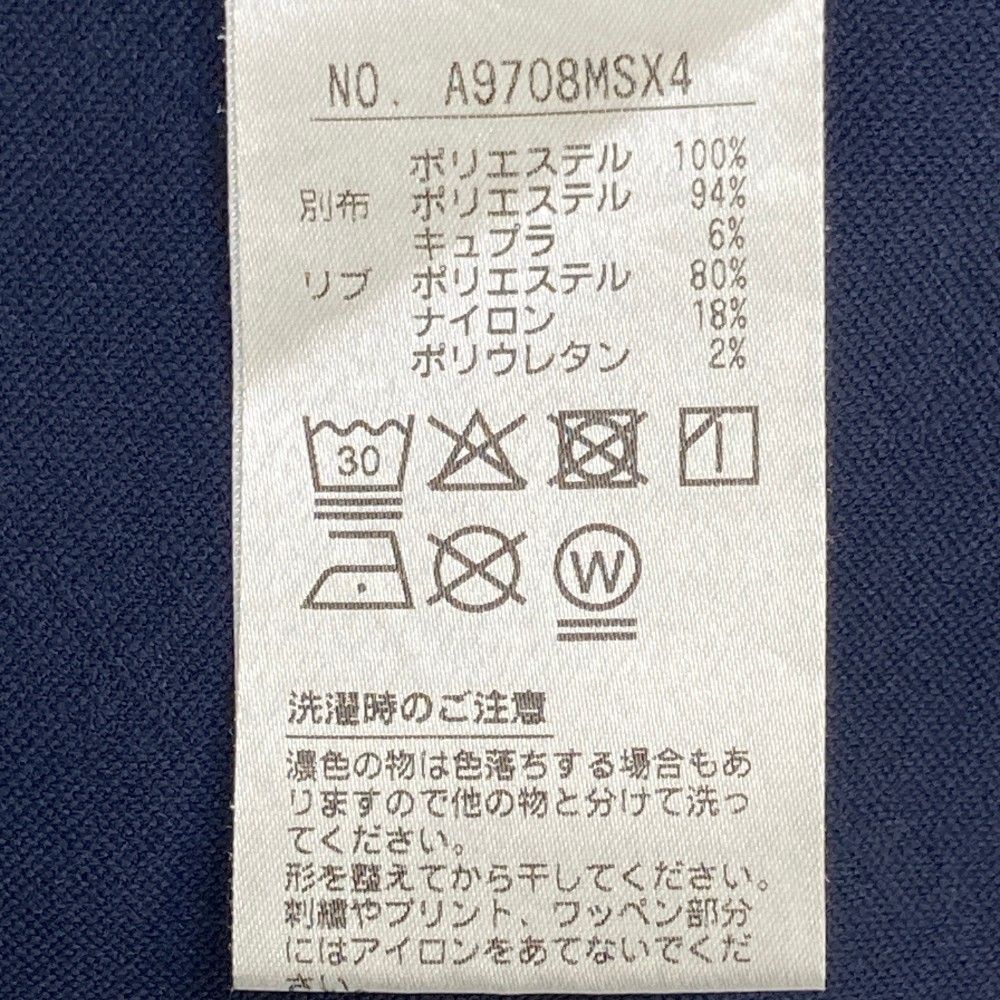 NO. A9708MSX4
ポリエステル 100%
別布 ポリエステル 94%
キュプラ 6%
リブ ポリエステル 80%
ナイロン 18%
ポリウレタン 2%
30
W
洗濯時のご注意
濃色の物は色落ちする場合もあ
りますので他の物と分けて洗っ
てください。
形を整えてから干してください。
刺繍やプリント、ワッペン部分
にはアイロンをあてないでくだ
さい。